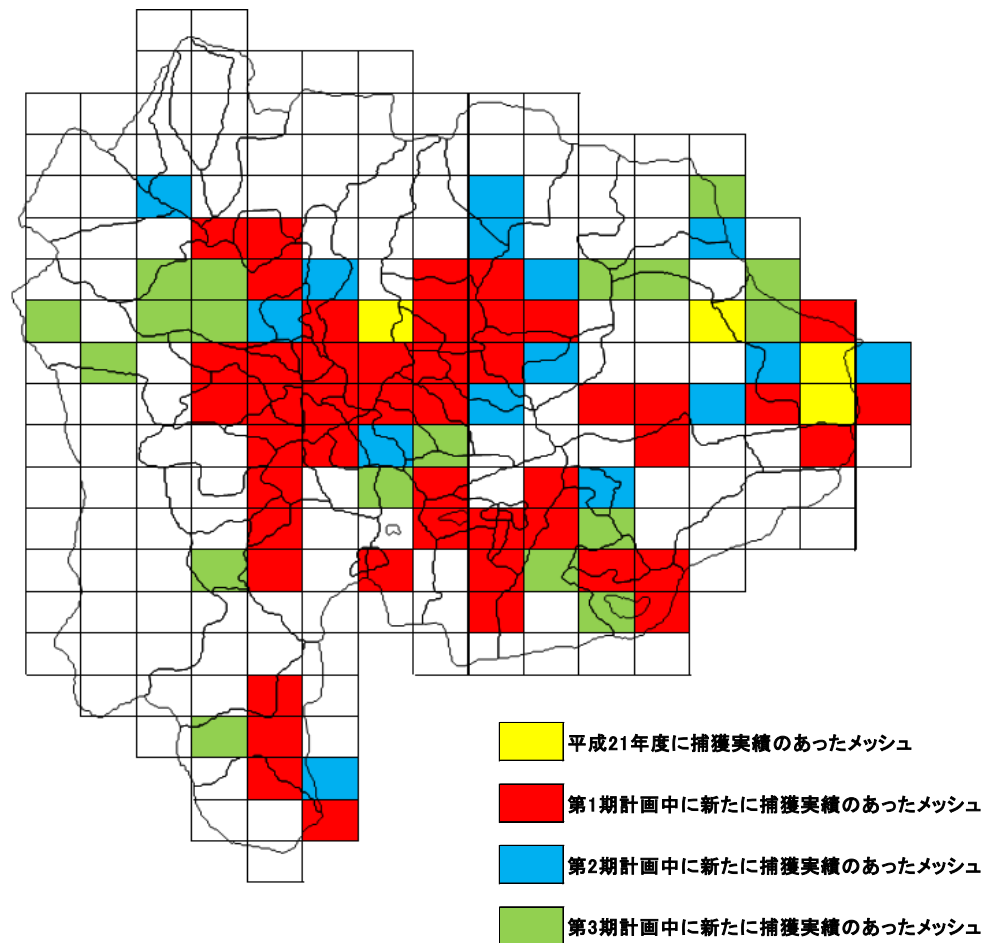 平成21年度に捕獲実績のあったメッシュ
第1期計画中に新たに捕獲実績のあったメッシュ
第2期計画中に新たに捕獲実績のあったメッシュ
第3期計画中に新たに捕獲実績のあったメッシュ